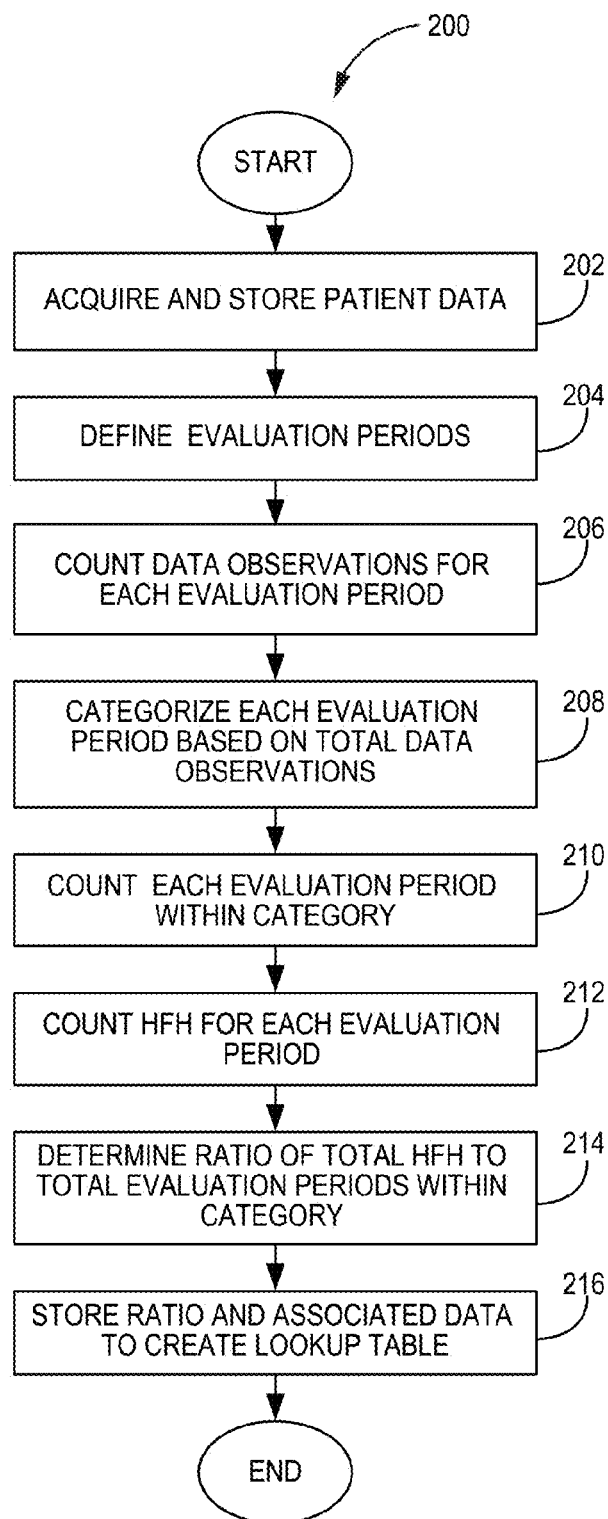 200
START
202
ACQUIRE AND STORE PATIENT DATA
204
DEFINE EVALUATION PERIODS
206
COUNT DATA OBSERVATIONS FOR
EACH EVALUATION PERIOD
208
CATEGORIZE EACH EVALUATION
PERIOD BASED ON TOTAL DATA
OBSERVATIONS
210
COUNT EACH EVALUATION PERIOD
WITHIN CATEGORY
212
COUNT HFH FOR EACH EVALUATION
PERIOD
214
DETERMINE RATIO OF TOTAL HFH TO
TOTAL EVALUATION PERIODS WITHIN
CATEGORY
216
STORE RATIO AND ASSOCIATED DATA
TO CREATE LOOKUP TABLE
END